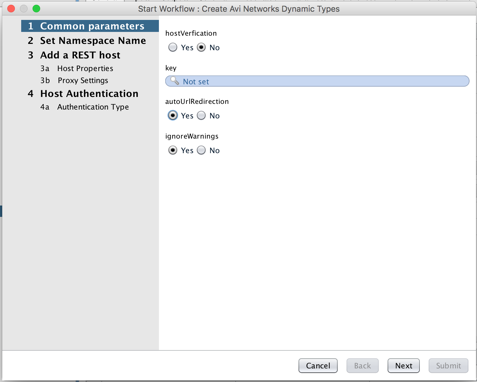 Start Workflow : Create Avi Networks Dynamic Types
1 Common parameters
2 Set Namespace Name
3 Add a REST host
3a Host Properties
3b Proxy Settings
4 Host Authentication
4a Authentication Type
hostVerfication
Yes No
key
Not set
autoUrlRedirection
Yes No
ignoreWarnings
Yes No
Cancel Back Next Submit